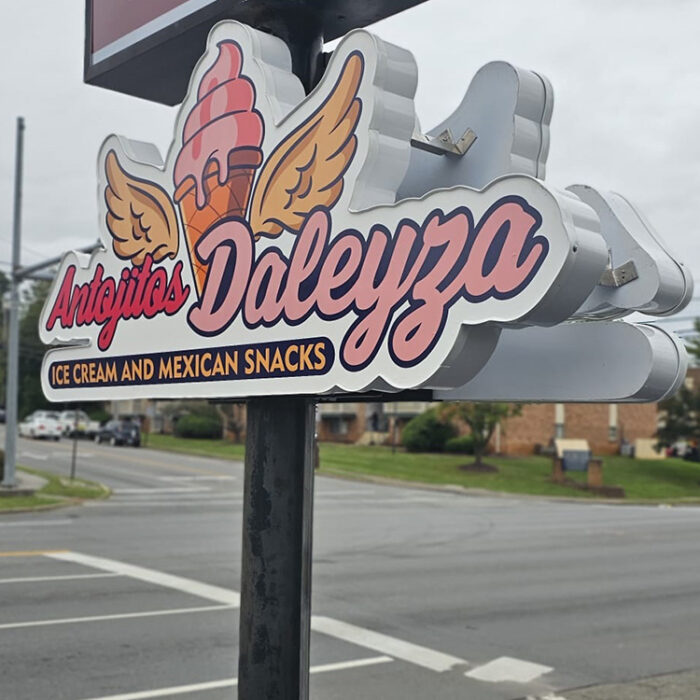 Antojitos Daleyza
ICE CREAM AND MEXICAN SNACKS